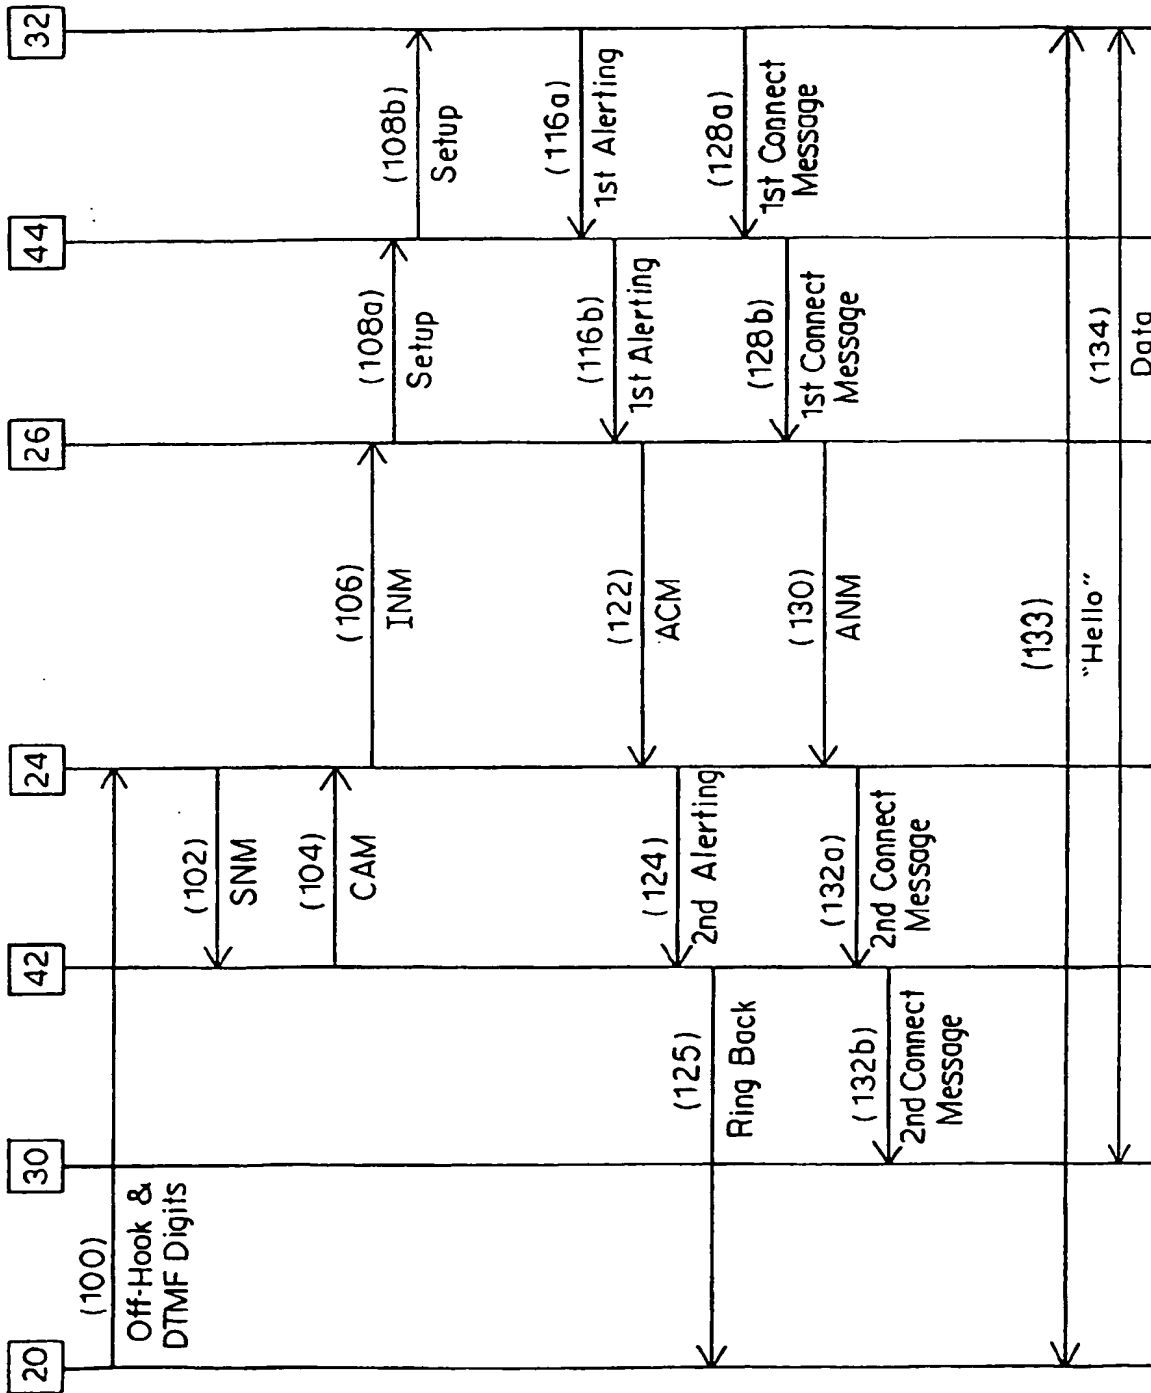 20
30
42
24
26
44
32
(100)
Off-Hook &
DTMF Digits
(102)
SNM
(104)
CAM
(106)
INM
(108a)
Setup
(108b)
Setup
(116a)
1st Alerting
(116b)
1st Alerting
(122)
ACM
(124)
2nd Alerting
(125)
Ring Back
(128a)
1st Connect
Message
(128b)
1st Connect
Message
(130)
ANM
(132a)
2nd Connect
Message
(132b)
2nd Connect
Message
(133)
"Hello"
(134)
Data